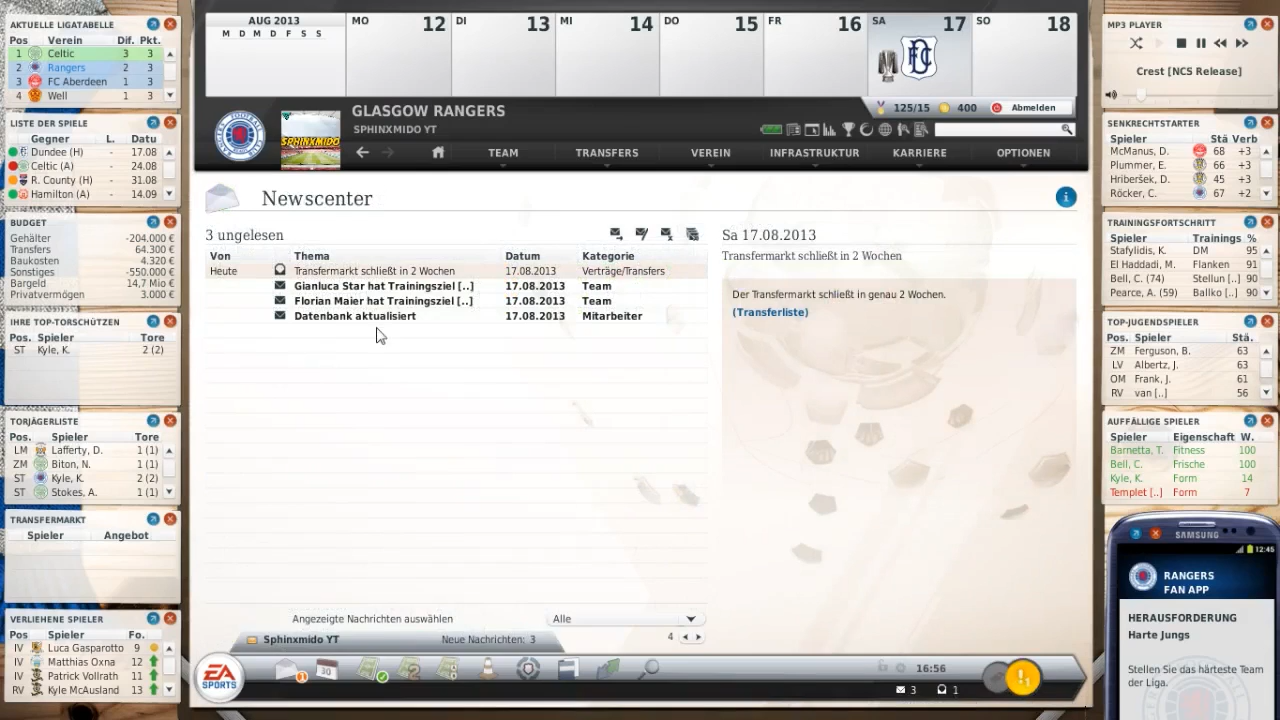 AKTUELLE LIGATABELLE
Pos Verein Dif. Pkt.
1 Celtic 3 3
2 Rangers 2 3
3 FC Aberdeen 1 3
4 Well 1 3
LISTE DER SPIELE
Gegner L. Datu
Dundee (H) - 17.08
Celtic (A) - 24.08
R. County (H) - 31.08
Hamilton (A) - 14.09
BUDGET
Gehälter -204.000 €
Transfers 64.300 €
Baukosten 4.320 €
Sonstiges -550.000 €
Bargeld 14,7 Mio €
Privatvermögen 3.000 €
IHRE TOP-TORSCHÜTZEN
Pos. Spieler Tore
ST Kyle, K. 2 (2)
TORJÄGERLISTE
Pos. Spieler Tore
LM Lafferty, D. 1 (1)
ZM Biton, N. 1 (1)
ST Kyle, K. 2 (2)
ST Stokes, A. 1 (1)
TRANSFERMARKT
Spieler Angebot
VERLIEHENE SPIELER
Pos Spieler Fo.
IV Luca Gasparotto 9
IV Matthias Oxna 12
IV Patrick Vollrath 11
RV Kyle McAusland 13
AUG 2013
M D M D F S S
MO 12
DI 13
MI 14
DO 15
FR 16
SA 17
SO 18
GLASGOW RANGERS
SPHINXMIDO YT
SPHINXMIDO
125/15 400 Abmelden
TEAM TRANSFERS VEREIN INFRASTRUKTUR KARRIERE OPTIONEN
Newscenter
3 ungelesen
Von Thema Datum Kategorie
Heute Transfermarkt schließt in 2 Wochen 17.08.2013 Verträge/Transfers
Gianluca Star hat Trainingsziel [..] 17.08.2013 Team
Florian Maier hat Trainingsziel [..] 17.08.2013 Team
Datenbank aktualisiert 17.08.2013 Mitarbeiter
Sa 17.08.2013
Transfermarkt schließt in 2 Wochen
Der Transfermarkt schließt in genau 2 Wochen.
(Transferliste)
Angezeigte Nachrichten auswählen Alle
Sphinxmido YT Neue Nachrichten: 3
4
EA SPORTS
16:56
3 1
MP3 PLAYER
Crest [NCS Release]
SENKRECHTSTARTER
Spieler Stä Verb
McManus, D. 68 +3
Plummer, E. 66 +3
Hriberšek, D. 45 +3
Röcker, C. 67 +2
TRAININGSFORTSCHRITT
Spieler Trainings %
Stafylidis, K. DM 95
El Haddadi, M. Flanken 91
Bell, C. (74) Stellun [..] 90
Pearce, A. (59) Ballko [..] 90
TOP-JUGENDSPIELER
Pos. Spieler Stä.
ZM Ferguson, B. 63
LV Albertz, J. 63
OM Frank, J. 61
RV van [..] 56
AUFFÄLLIGE SPIELER
Spieler Eigenschaft W.
Barnetta, T. Fitness 100
Bell, C. Frische 100
Kyle, K. Form 14
Templet [..] Form 7
SAMSUNG
12:45
RANGERS
FAN APP
HERAUSFORDERUNG
Harte Jungs
Stellen Sie das härteste Team
der Liga.